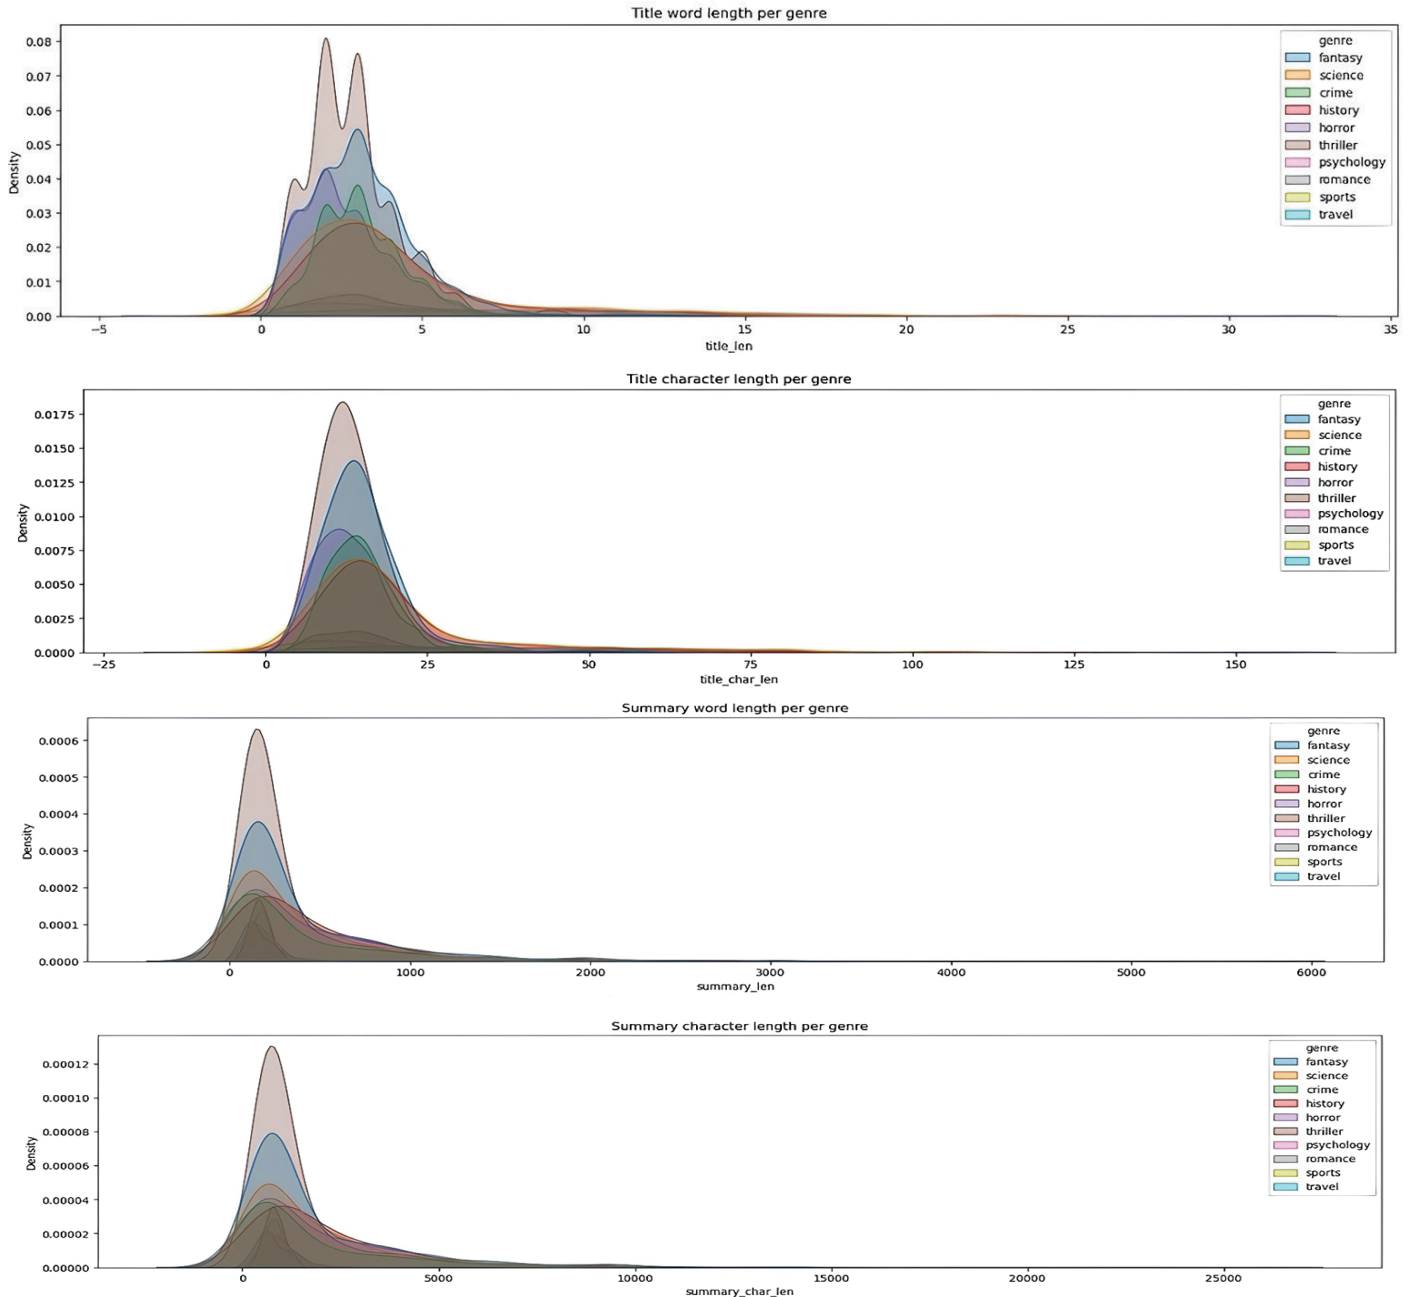 Title word length per genre
0.08
0.07
0.06
0.05
0.04
0.03
0.02
0.01
0.00
Density
genre
fantasy
science
crime
history
horror
thriller
psychology
romance
sports
travel
−5 0 5 10 15 20 25 30 35
title_len
Title character length per genre
0.0175
0.0150
0.0125
0.0100
0.0075
0.0050
0.0025
0.0000
Density
genre
fantasy
science
crime
history
horror
thriller
psychology
romance
sports
travel
−25 0 25 50 75 100 125 150
title_char_len
Summary word length per genre
0.0006
0.0005
0.0004
0.0003
0.0002
0.0001
0.0000
Density
genre
fantasy
science
crime
history
horror
thriller
psychology
romance
sports
travel
0 1000 2000 3000 4000 5000 6000
summary_len
Summary character length per genre
0.00012
0.00010
0.00008
0.00006
0.00004
0.00002
0.00000
Density
genre
fantasy
science
crime
history
horror
thriller
psychology
romance
sports
travel
0 5000 10000 15000 20000 25000
summary_char_len